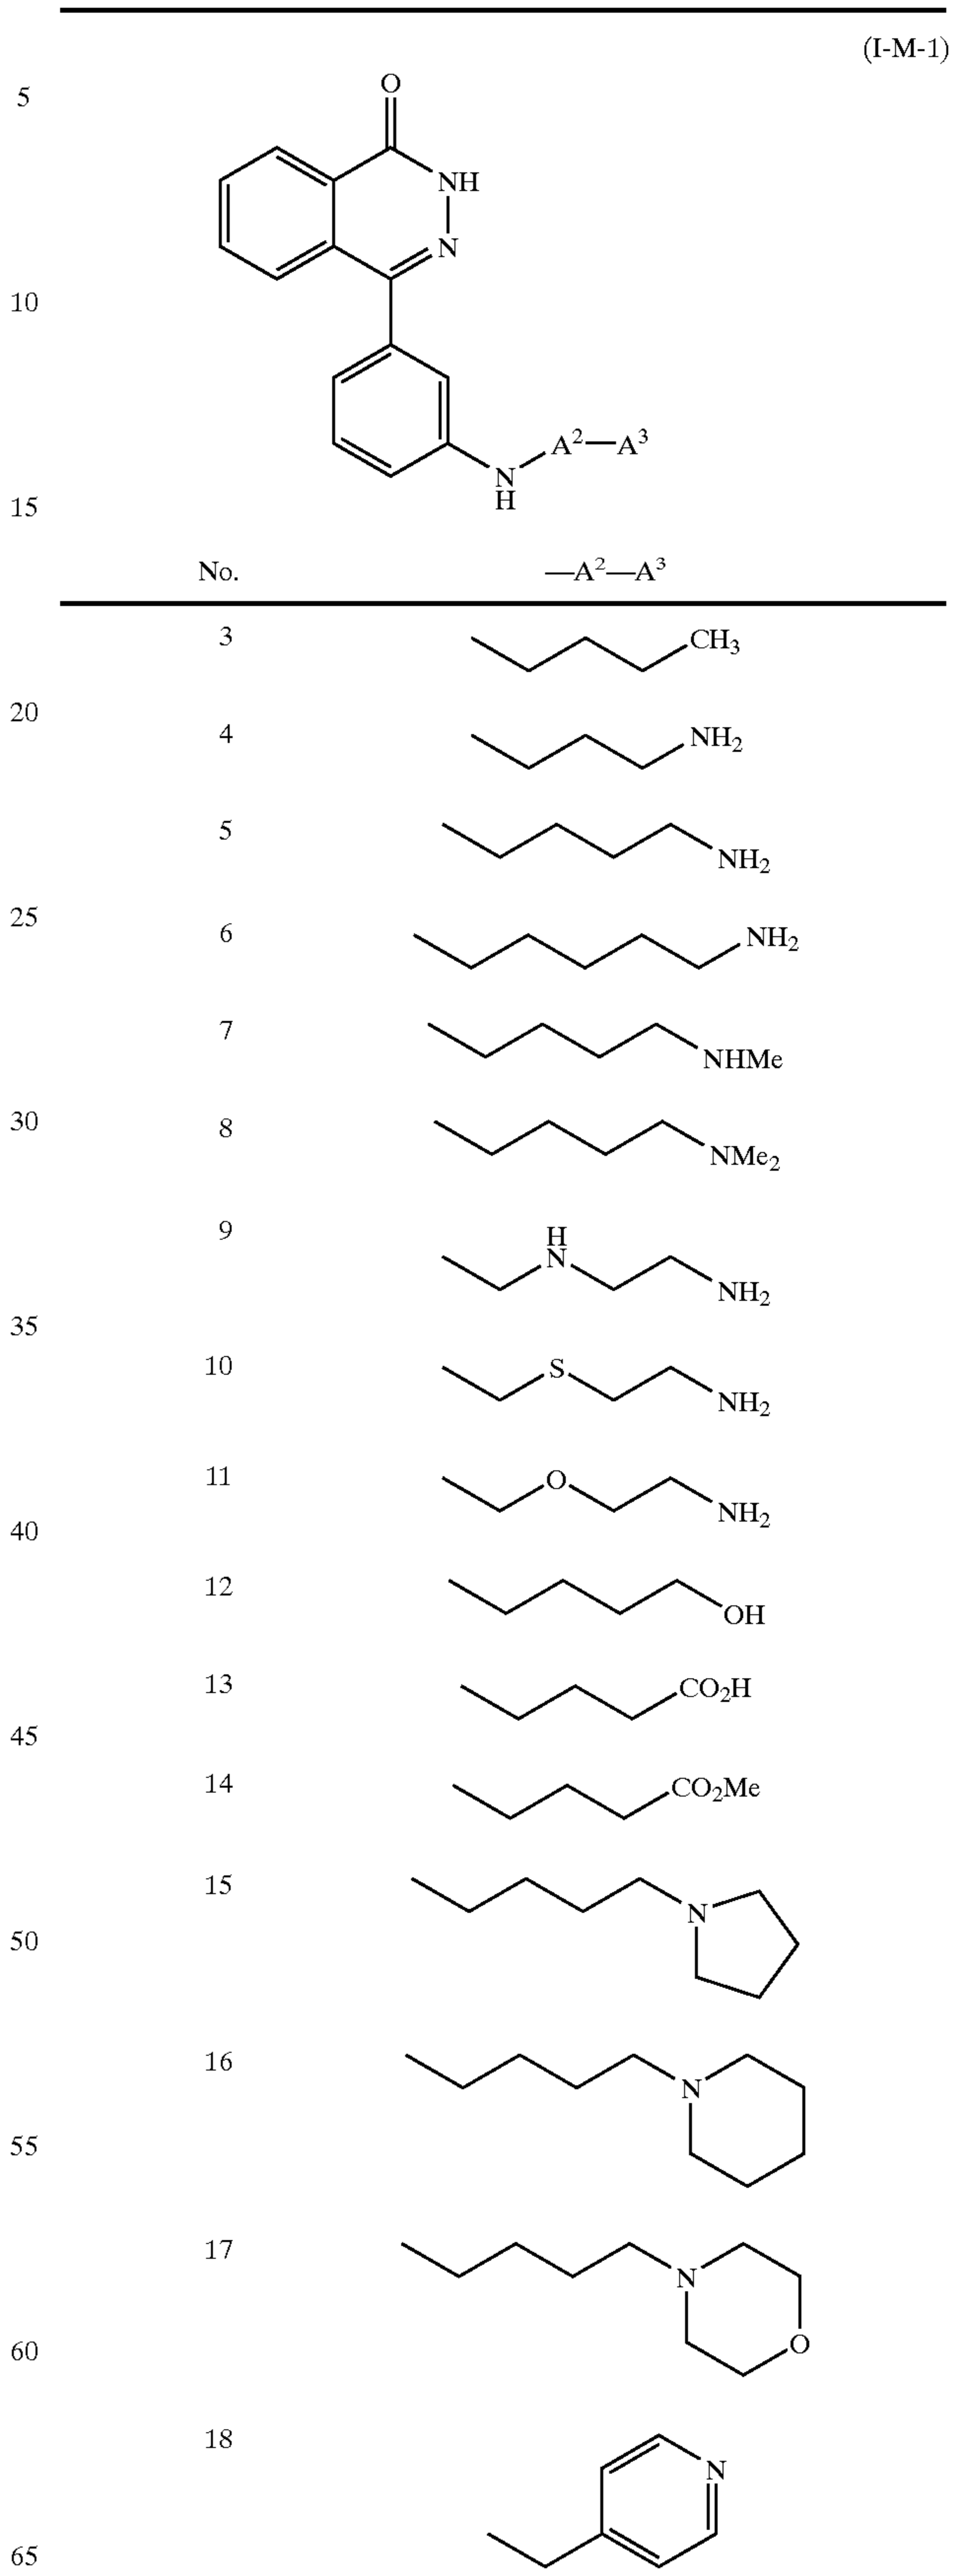 (I-M-1)
5
O
NH
N
10
A²—A³
N
H
15
No. —A²—A³
3 CH₃
20
4 NH₂
5 NH₂
25
6 NH₂
7 NHMe
30
8 NMe₂
9 H
N
NH₂
35
10 S
NH₂
11 O
NH₂
40
12 OH
13 CO₂H
45
14 CO₂Me
15 N
50
16 N
55
17 N
O
60
18 N
65